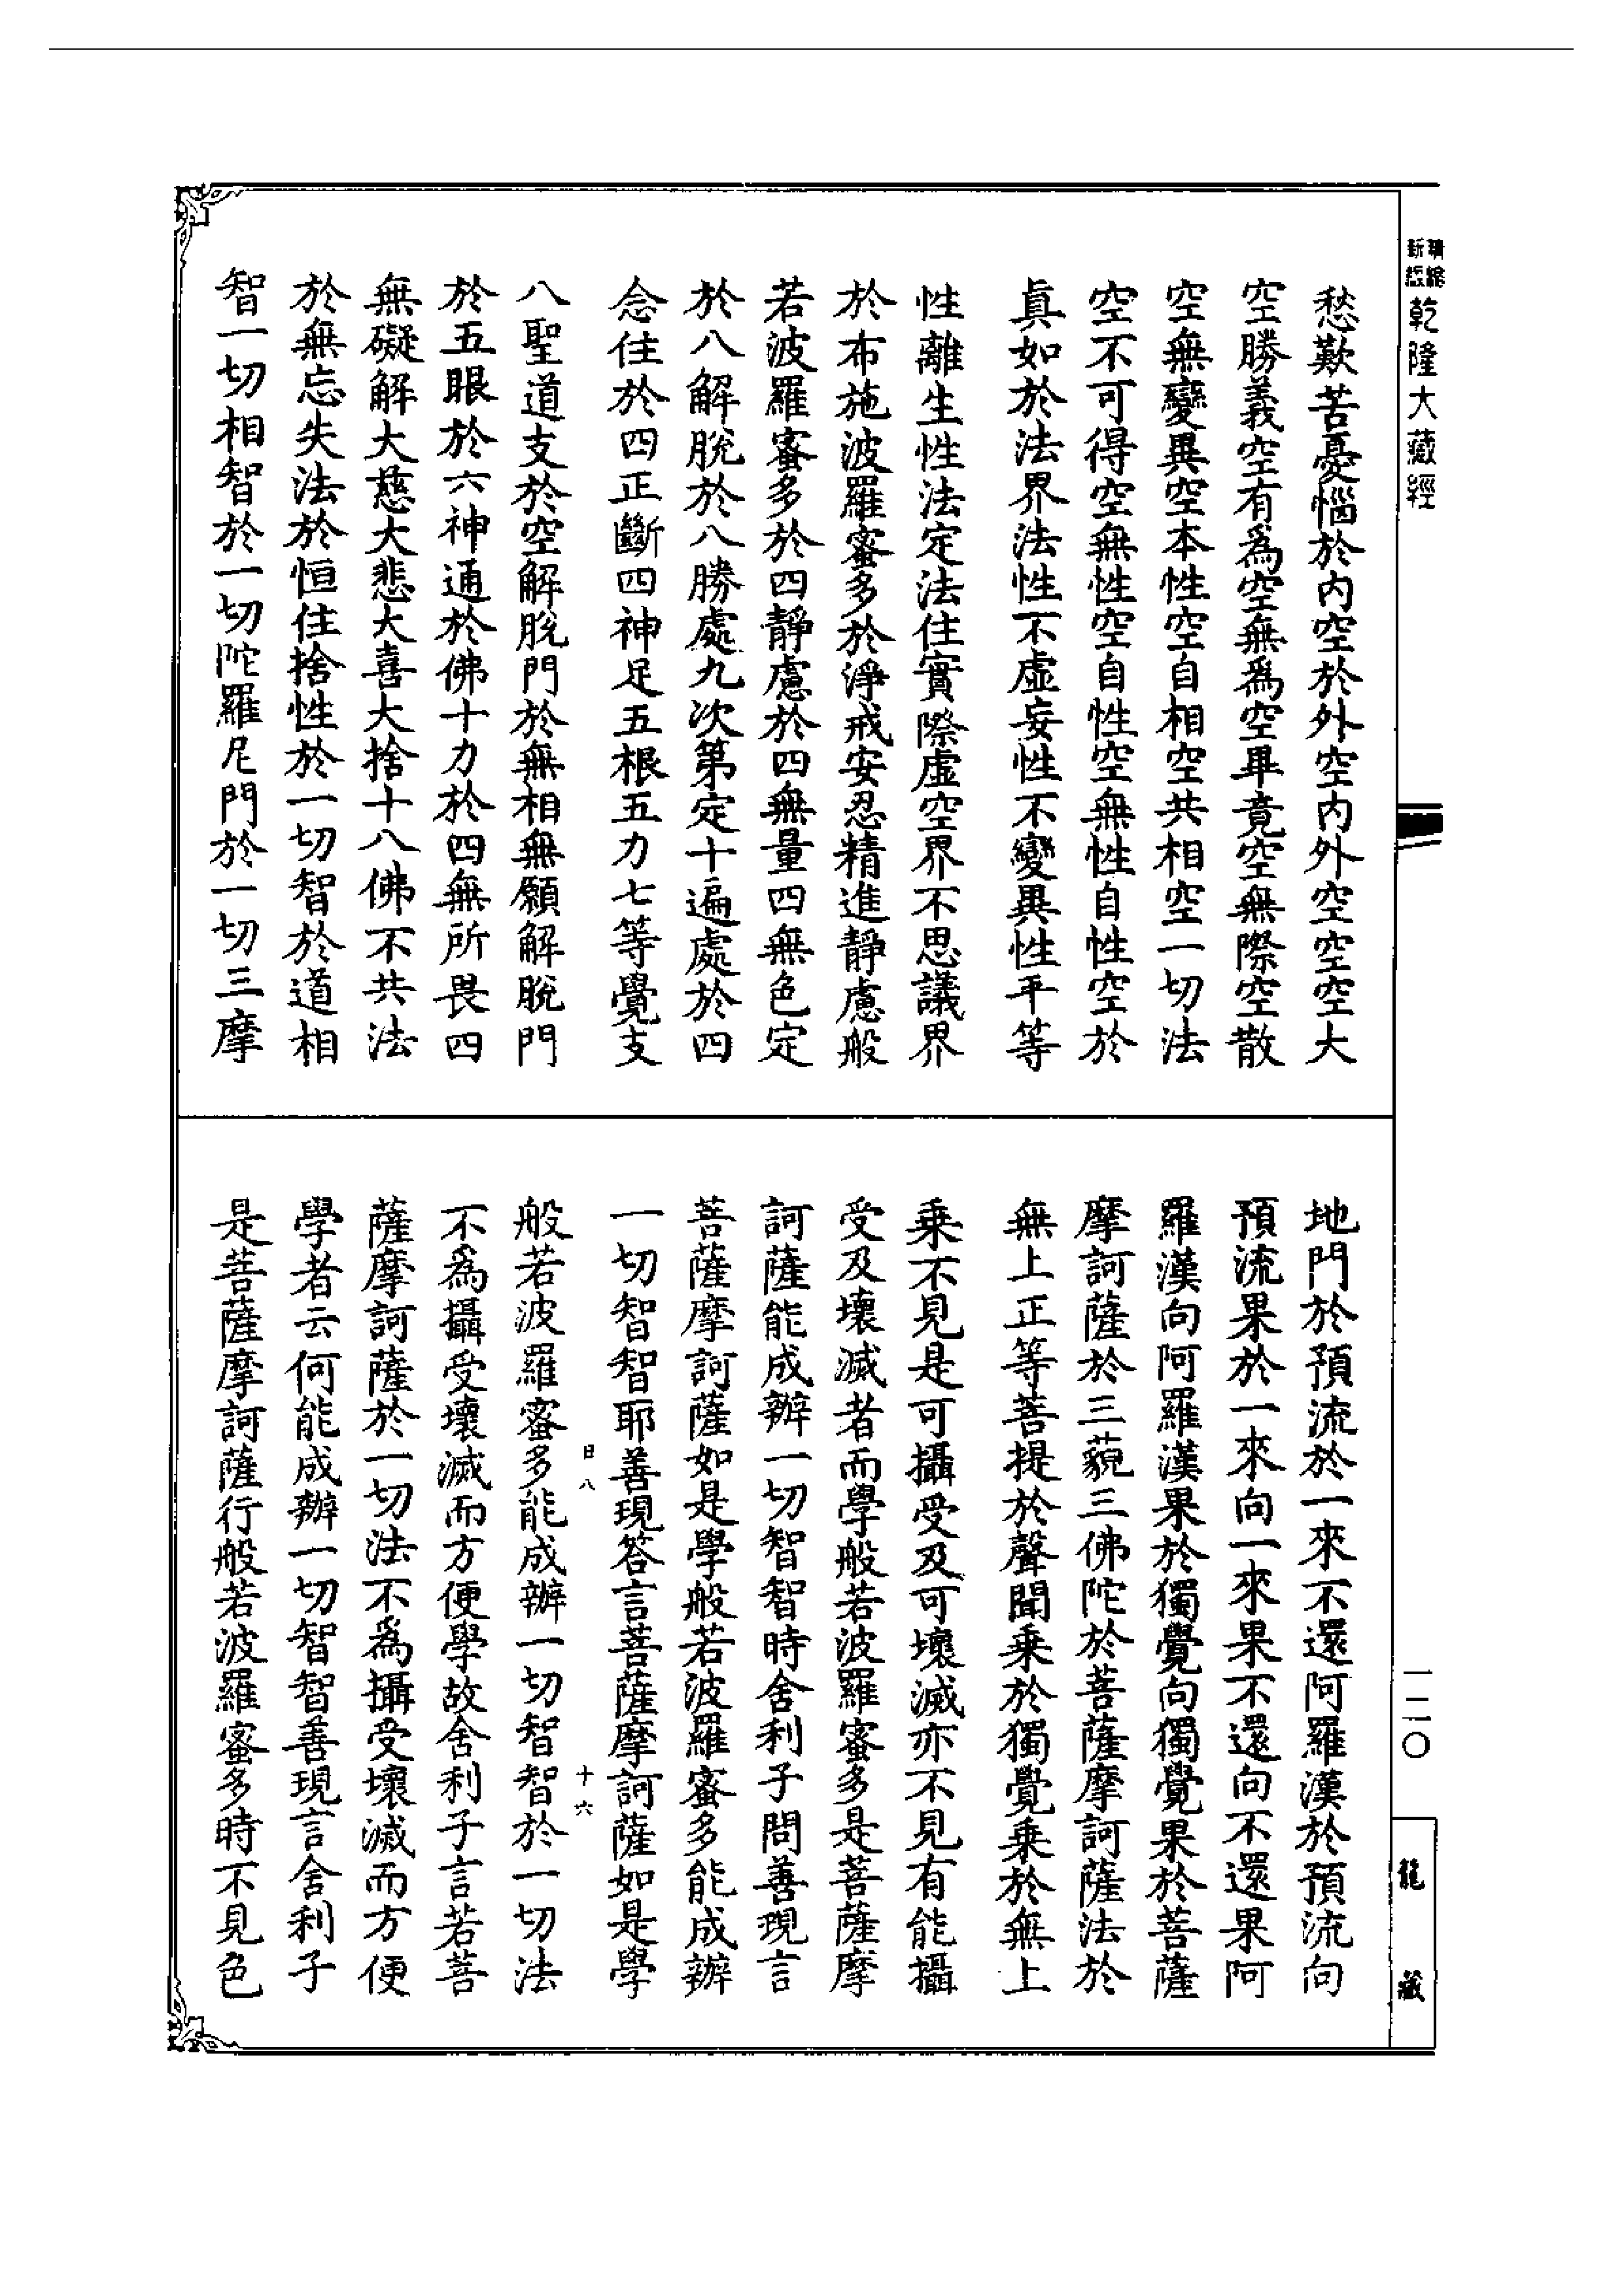 乾隆大藏經
愁歎苦憂惱於內空於外空內外空空空大
空勝義空有為空無為空畢竟空無際空散
空無變異空本性空自相空共相空一切法
空不可得空無性空自性空無性自性空於
真如於法界法性不虛妄性不變異性平等
性離生性法定法住實際虛空界不思議界
於布施波羅蜜多於淨戒安忍精進靜慮般
若波羅蜜多於四靜慮於四無量四無色定
於八解脫於八勝處九次第定十遍處於四
念住於四正斷四神足五根五力七等覺支
八聖道支於空解脫門於無相無願解脫門
於五眼於六神通於佛十力於四無所畏四
無礙解大慈大悲大喜大捨十八佛不共法
於無忘失法於恒住捨性於一切智於道相
智一切相智於一切陀羅尼門於一切三摩
地門於預流於一來不還阿羅漢於預流向
預流果於一來向一來果不還向不還果阿
羅漢向阿羅漢果於獨覺向獨覺果於菩薩
摩訶薩於三藐三佛陀於菩薩摩訶薩法於
無上正等菩提於聲聞乘於獨覺乘於無上
乘不見是可攝受及可壞滅亦不見有能攝
受及壞滅者而學般若波羅蜜多是菩薩摩
訶薩能成辦一切智智時舍利子問善現言
菩薩摩訶薩如是學般若波羅蜜多能成辦
一切智智耶善現答言菩薩摩訶薩如是學
般若波羅蜜多能成辦一切智智於一切法
不為攝受壞滅而方便學故舍利子言若菩
薩摩訶薩於一切法不為攝受壞滅而方便
學者云何能成辦一切智智善現言舍利子
是菩薩摩訶薩行般若波羅蜜多時不見色
日八
十六
一二〇
龍藏